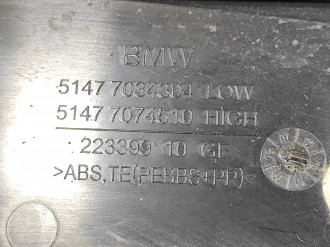 BMW
5147 7034304 LOW
5147 7074510 HIGH
223399 10 GE
>ABS,TE(PEBBS+PP)<